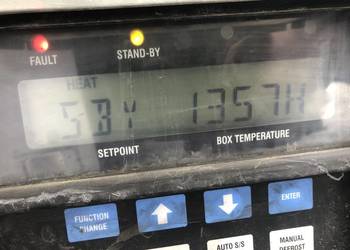 FAULT STAND-BY
HEAT
SBY 1357H
SETPOINT BOX TEMPERATURE
FUNCTION CHANGE ENTER
AUTO S/S MANUAL DEFROST